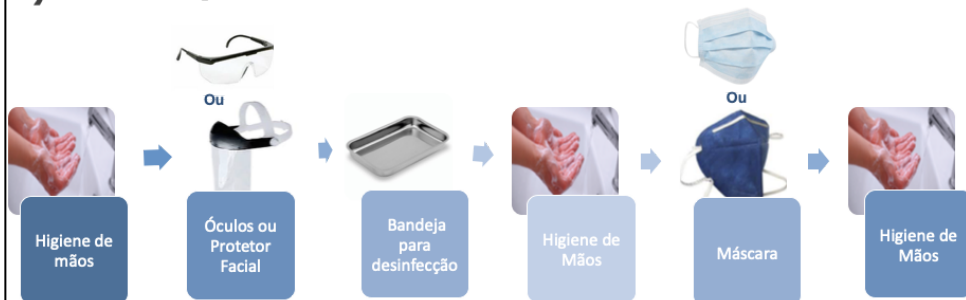 Ou
Ou
Higiene de
mãos
Óculos ou
Protetor
Facial
Bandeja
para
desinfecção
Higiene de
Mãos
Máscara
Higiene de
Mãos